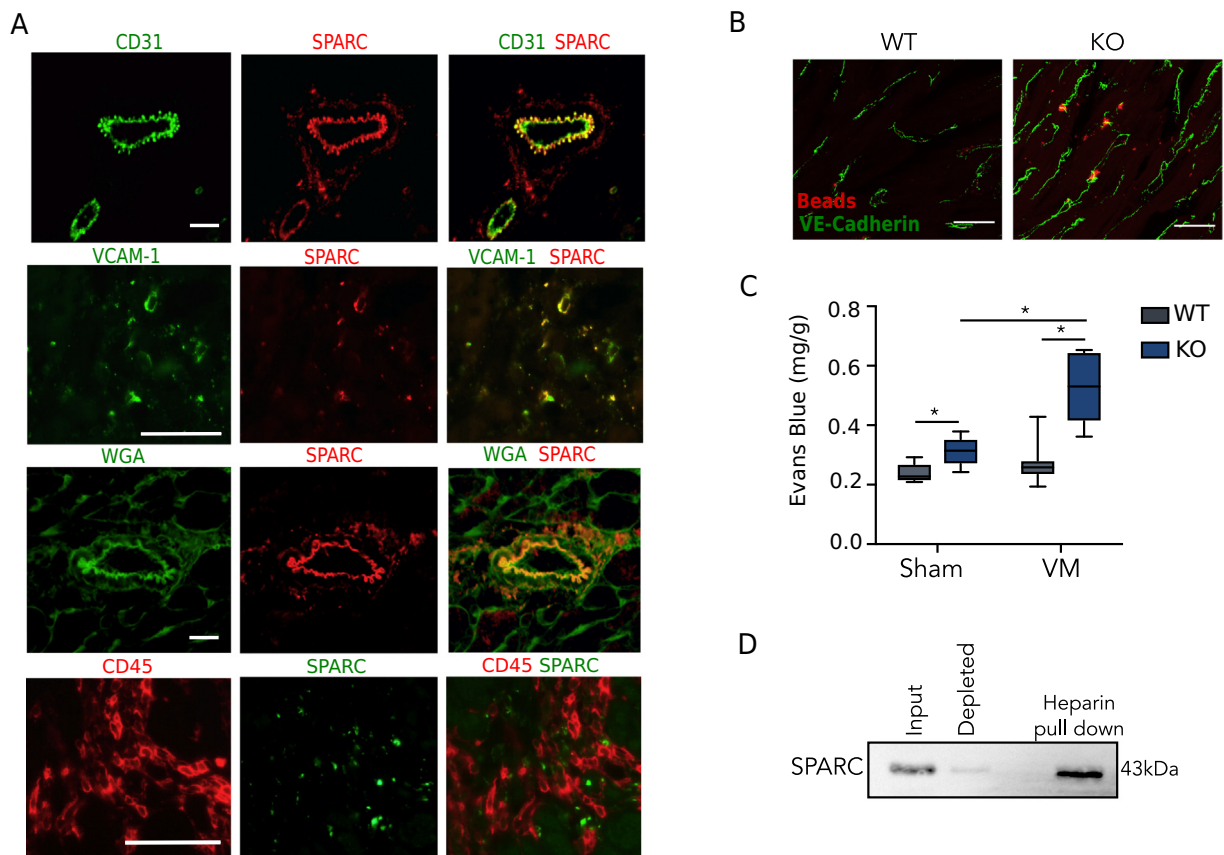 A
CD31
SPARC
CD31 SPARC
VCAM-1
SPARC
VCAM-1 SPARC
WGA
SPARC
WGA SPARC
CD45
SPARC
CD45 SPARC
B
WT
KO
Beads
VE-Cadherin
C
Evans Blue (mg/g)
0.8
0.6
0.4
0.2
0.0
*
*
*
Sham
VM
WT
KO
D
Input
Depleted
Heparin
pull down
SPARC
43kDa